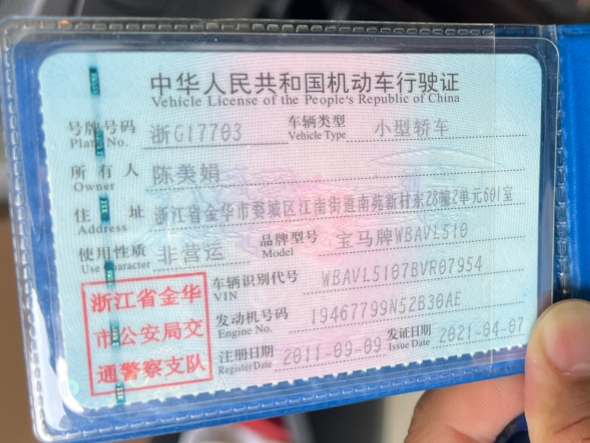 中华人民共和国机动车行驶证
Vehicle License of the People's Republic of China
号牌号码 浙G17703 车辆类型 小型轿车
Plate No. Vehicle Type
所有人 陈美娟
Owner
住址 浙江省金华市婺城区江南街道南苑新村永28幢2单元601室
Address
使用性质 非营运 品牌型号 宝马牌WBAVL510
Use Character Model
浙江省金华
市公安局交
通警察支队
车辆识别代号 WBAVL5107BVR07954
VIN
发动机号码 19467799N52B30AE
Engine No.
注册日期 2011-09-09 发证日期 2021-04-07
Register Date Issue Date